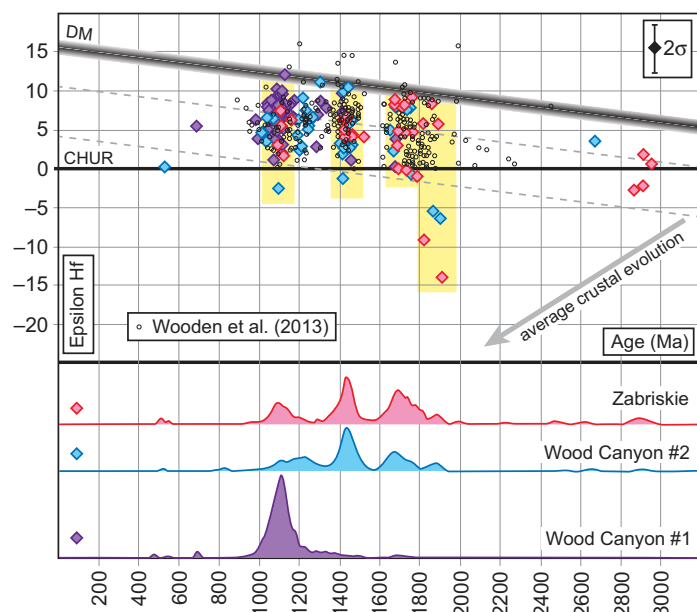 DM
15
2σ
10
5
CHUR
0
−5
−10
average crustal evolution
−15
Epsilon Hf
−20
Wooden et al. (2013)
Age (Ma)
Zabriskie
Wood Canyon #2
Wood Canyon #1
200
400
600
800
1000
1200
1400
1600
1800
2000
2200
2400
2600
2800
3000